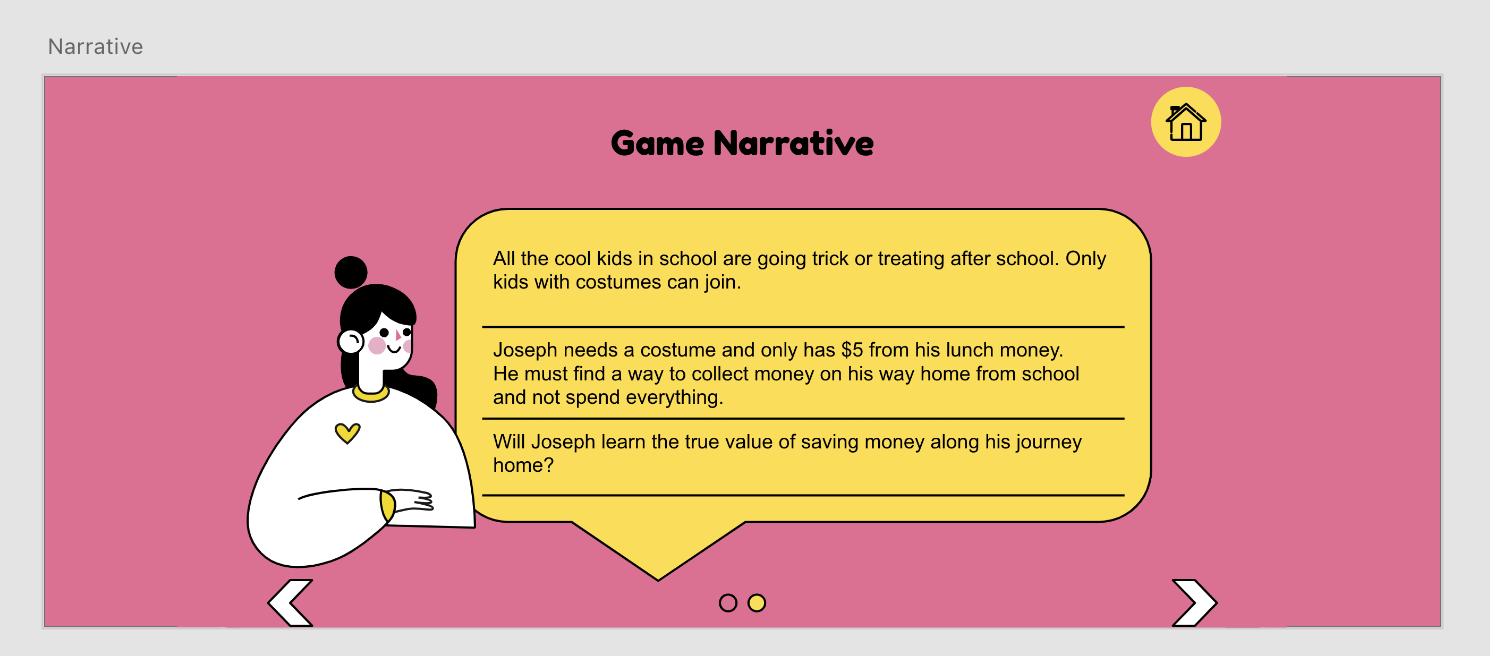 Narrative
Game Narrative
All the cool kids in school are going trick or treating after school. Only
kids with costumes can join.
Joseph needs a costume and only has $5 from his lunch money.
He must find a way to collect money on his way home from school
and not spend everything.
Will Joseph learn the true value of saving money along his journey
home?